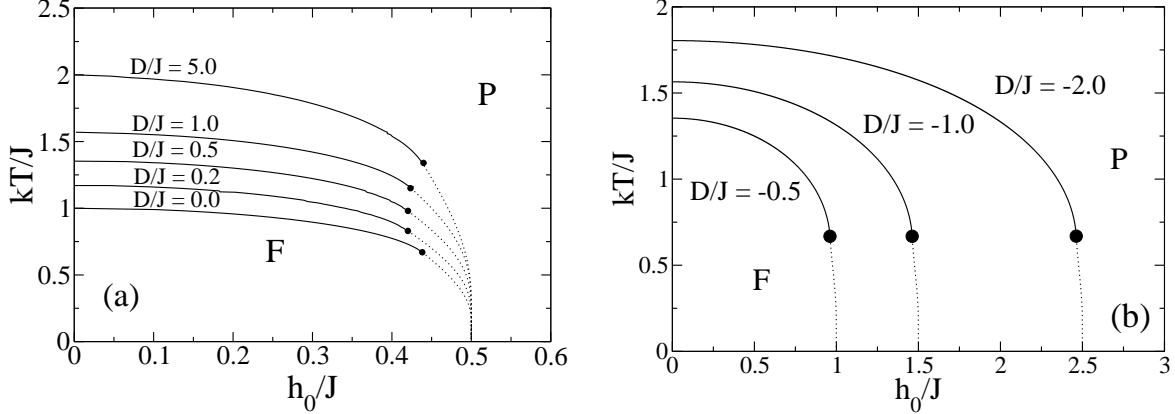 2.5
2
1.5
1
0.5
0
kT/J
D/J = 5.0
D/J = 1.0
D/J = 0.5
D/J = 0.2
D/J = 0.0
P
F
(a)
0 0.1 0.2 0.3 0.4 0.5 0.6
h0/J
2
1.5
1
0.5
0
kT/J
D/J = -2.0
D/J = -1.0
D/J = -0.5
P
F
(b)
0 0.5 1 1.5 2 2.5 3
h0/J